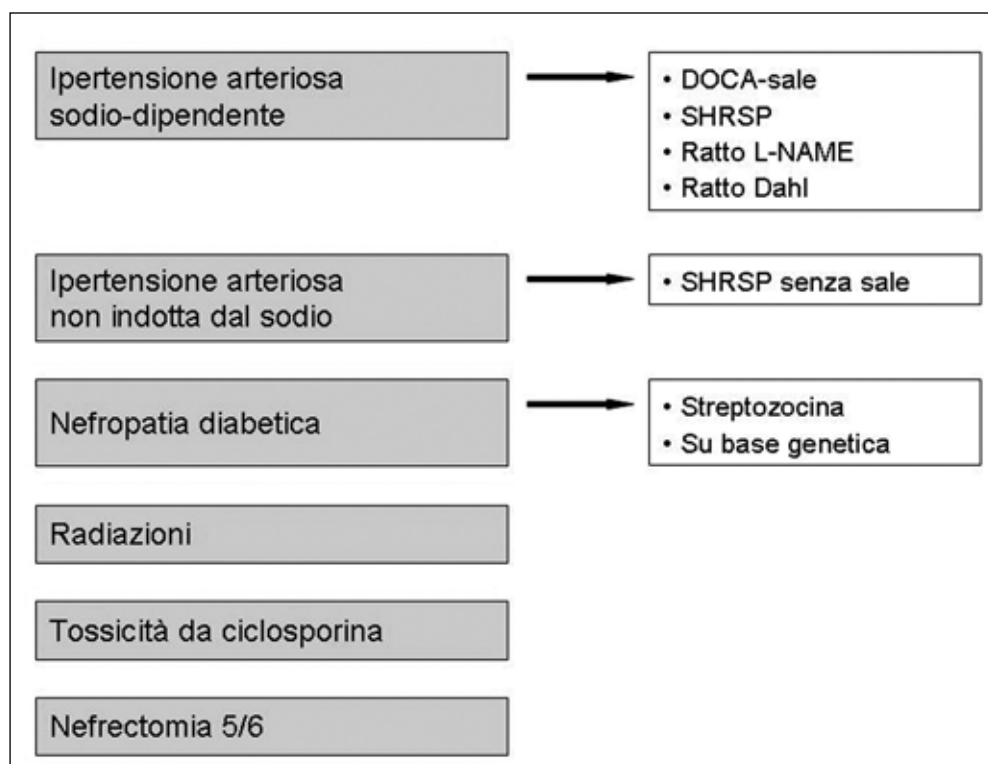 Ipertensione arteriosa
sodio-dipendente
• DOCA-sale
• SHRSP
• Ratto L-NAME
• Ratto Dahl
Ipertensione arteriosa
non indotta dal sodio
• SHRSP senza sale
Nefropatia diabetica
• Streptozocina
• Su base genetica
Radiazioni
Tossicità da ciclosporina
Nefrectomia 5/6